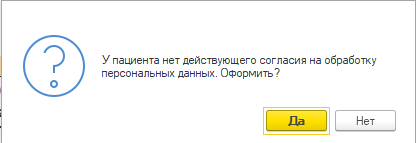 У пациента нет действующего согласия на обработку
персональных данных. Оформить?
Да
Нет